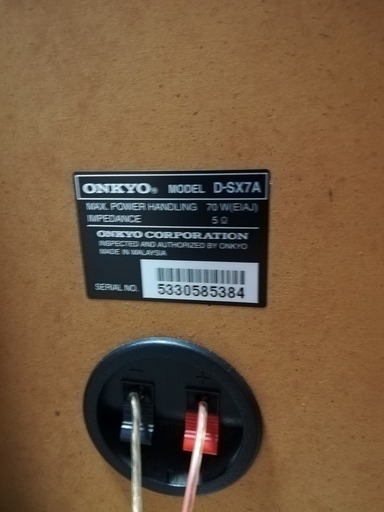 ONKYO® MODEL D-SX7A
MAX. POWER HANDLING 70 W(EIAJ)
IMPEDANCE 5 Ω
ONKYO CORPORATION
INSPECTED AND AUTHORIZED BY ONKYO
MADE IN MALAYSIA
SERIAL NO. 5330585384
− +